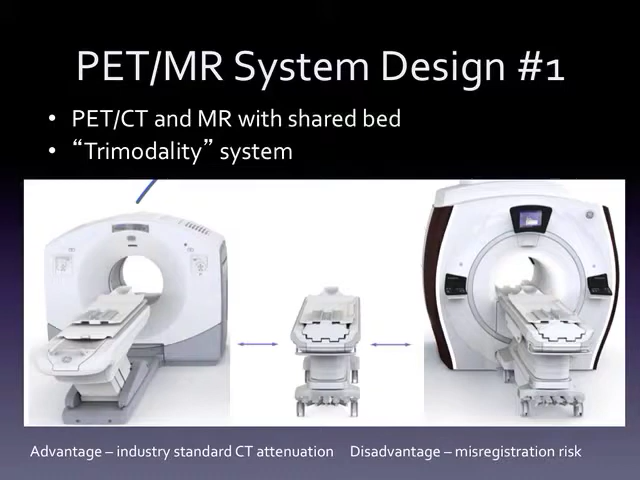 PET/MR System Design #1
• PET/CT and MR with shared bed
• “Trimodality” system
Advantage – industry standard CT attenuation Disadvantage – misregistration risk